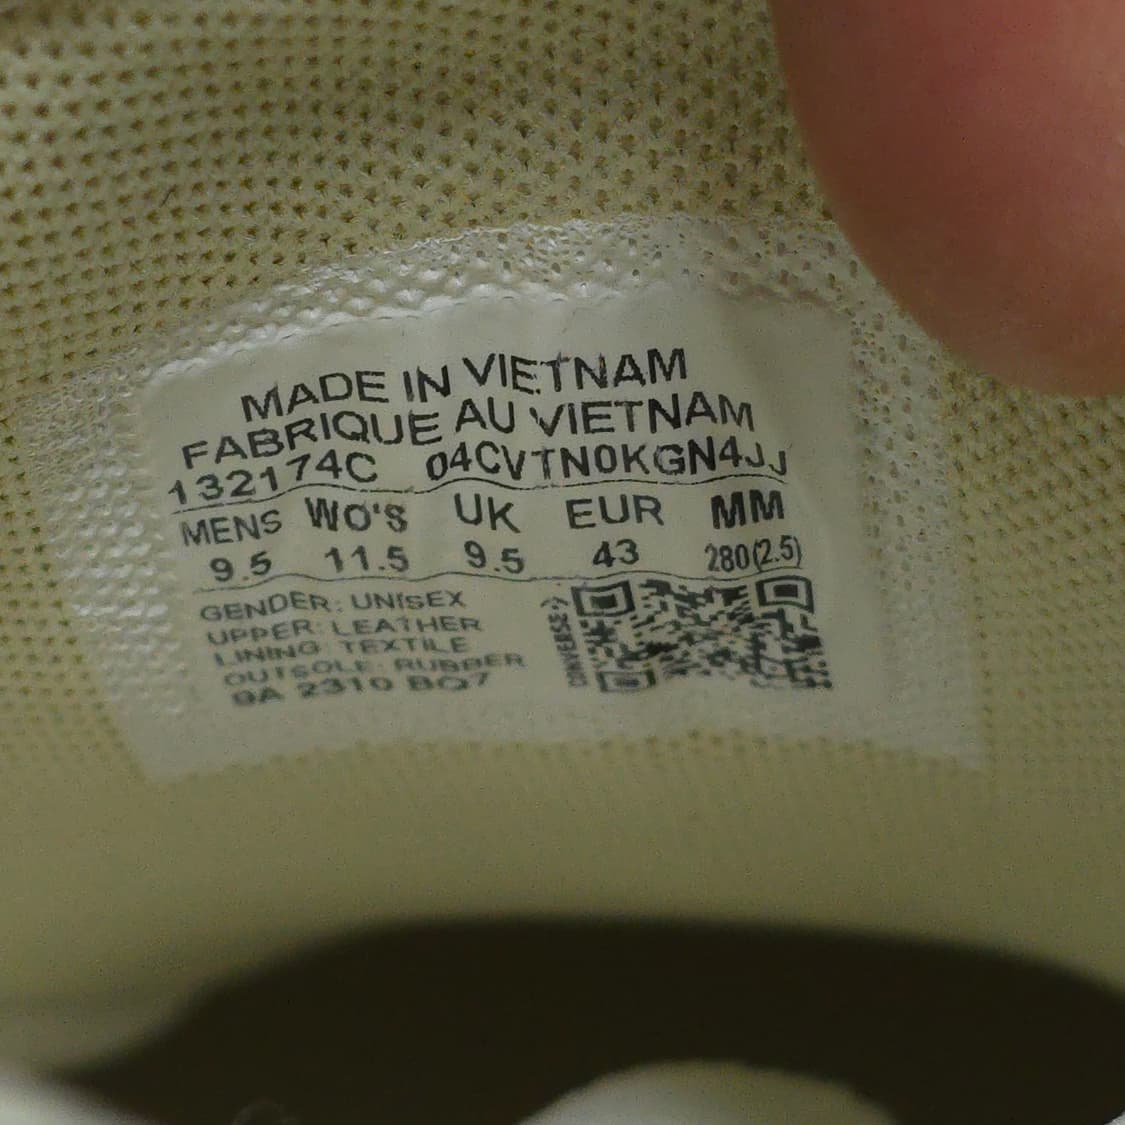 MADE IN VIETNAM
FABRIQUE AU VIETNAM
132174C 04CVTN0KGN4JJ
MENS WO'S UK EUR MM
9.5 11.5 9.5 43 280(2.5)
GENDER: UNISEX
UPPER: LEATHER
LINING: TEXTILE
OUTSOLE: RUBBER
2310 BQ7
CONVERSE